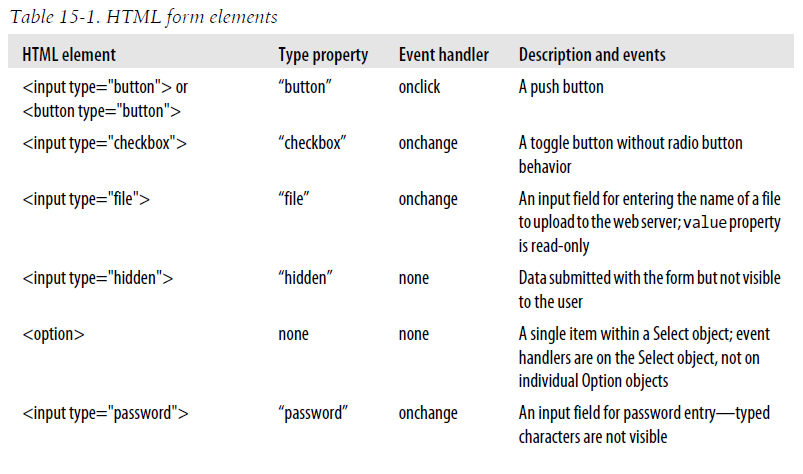 Table 15-1. HTML form elements
HTML element Type property Event handler Description and events
<input type="button"> or “button” onclick A push button
<button type="button">
<input type="checkbox"> “checkbox” onchange A toggle button without radio button
behavior
<input type="file"> “file” onchange An input field for entering the name of a file
to upload to the web server; value property
is read-only
<input type="hidden"> “hidden” none Data submitted with the form but not visible
to the user
<option> none none A single item within a Select object; event
handlers are on the Select object, not on
individual Option objects
<input type="password"> “password” onchange An input field for password entry—typed
characters are not visible